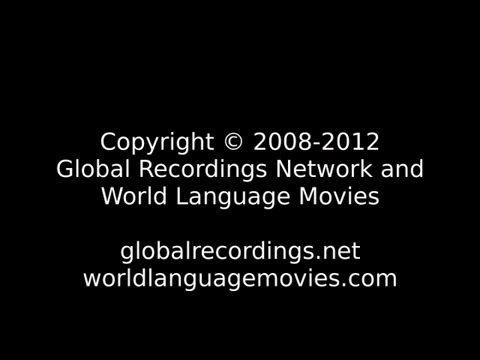 Copyright © 2008-2012
Global Recordings Network and
World Language Movies
globalrecordings.net
worldlanguagemovies.com